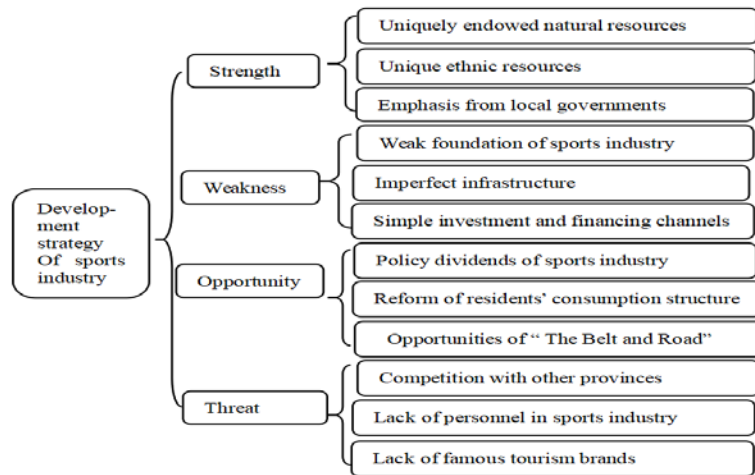 Develop-
ment
strategy
Of sports
industry
Strength
Uniquely endowed natural resources
Unique ethnic resources
Emphasis from local governments
Weakness
Weak foundation of sports industry
Imperfect infrastructure
Simple investment and financing channels
Opportunity
Policy dividends of sports industry
Reform of residents’ consumption structure
Opportunities of “ The Belt and Road”
Threat
Competition with other provinces
Lack of personnel in sports industry
Lack of famous tourism brands